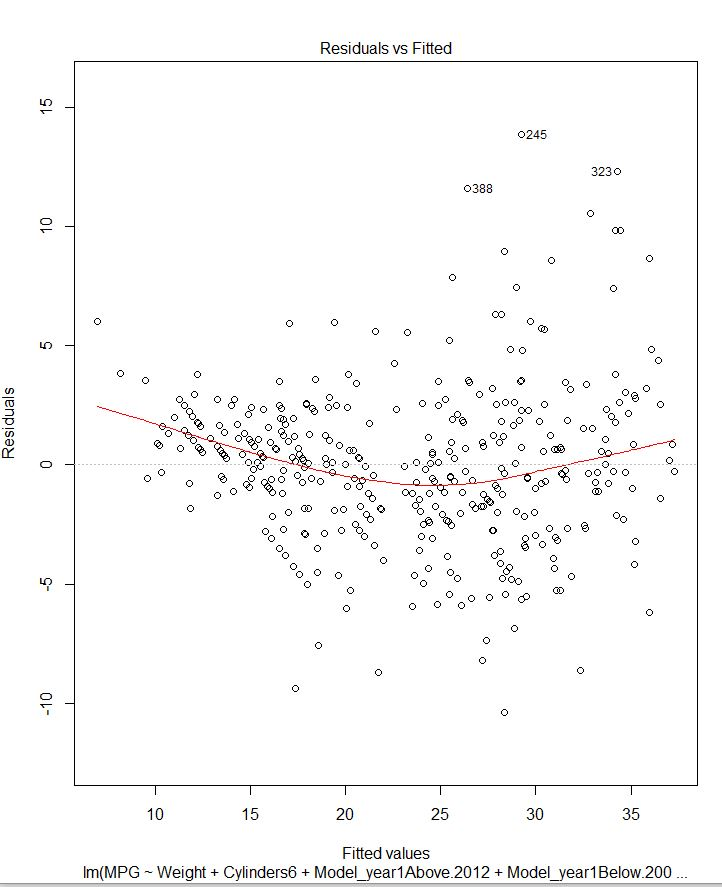 Residuals vs Fitted
15
245
323
388
10
5
0
-5
-10
Residuals
10 15 20 25 30 35
Fitted values
lm(MPG ~ Weight + Cylinders6 + Model_year1Above.2012 + Model_year1Below.200 ...